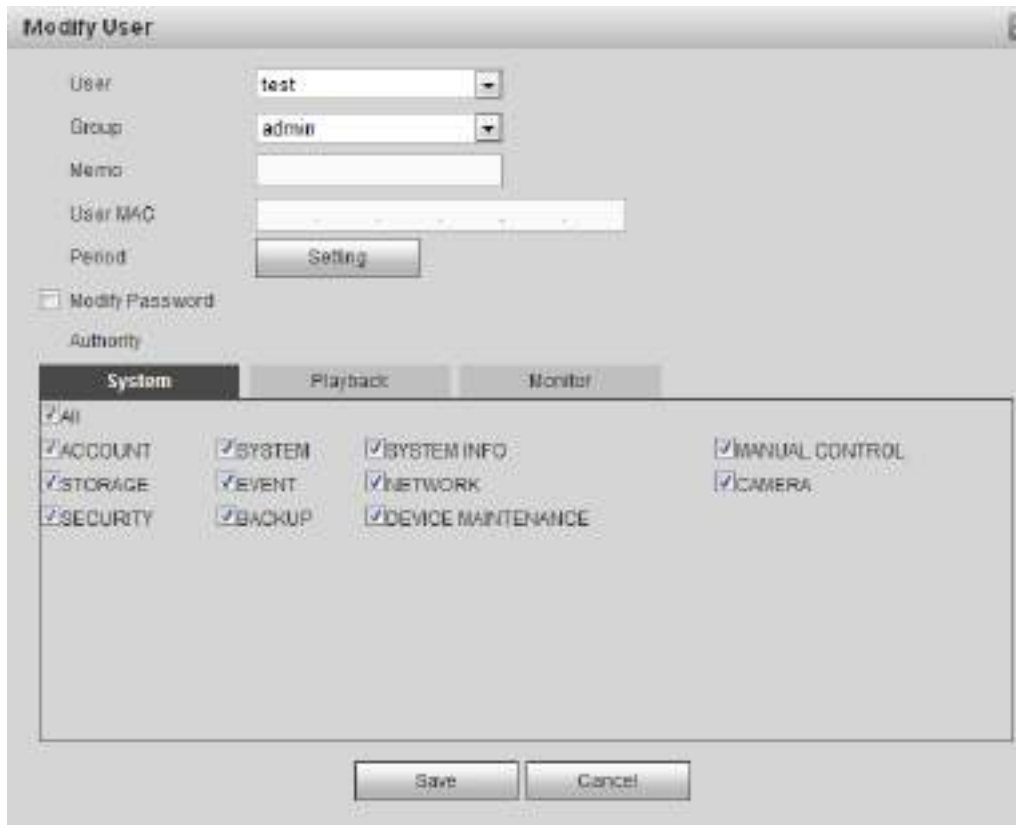 Modify User
User test
Group admin
Memo
User MAC
Period Setting
Modify Password
Authority
System Playback Monitor
All
ACCOUNT SYSTEM SYSTEM INFO MANUAL CONTROL
STORAGE EVENT NETWORK CAMERA
SECURITY BACKUP DEVICE MAINTENANCE
Save Cancel